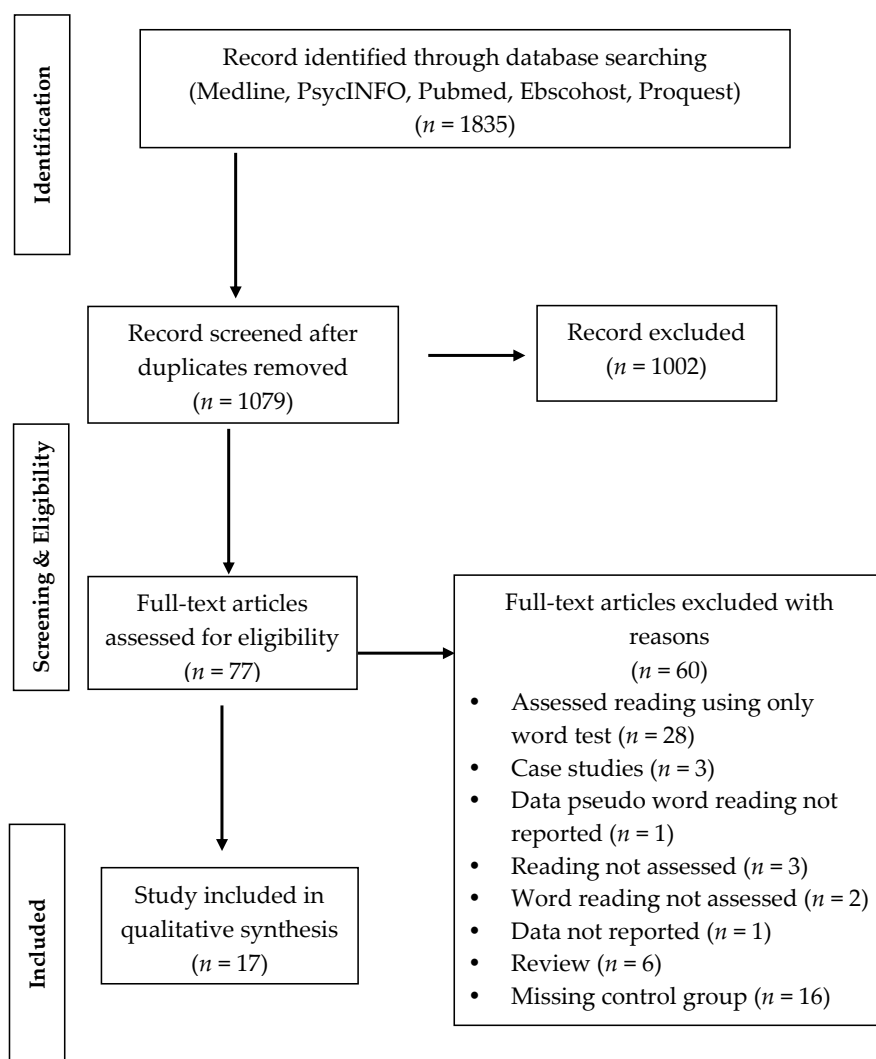 Identification
Record identified through database searching
(Medline, PsycINFO, Pubmed, Ebscohost, Proquest)
(n = 1835)
Record screened after
duplicates removed
(n = 1079)
Record excluded
(n = 1002)
Screening & Eligibility
Full-text articles
assessed for eligibility
(n = 77)
Full-text articles excluded with
reasons
(n = 60)
• Assessed reading using only
word test (n = 28)
• Case studies (n = 3)
• Data pseudo word reading not
reported (n = 1)
• Reading not assessed (n = 3)
• Word reading not assessed (n = 2)
• Data not reported (n = 1)
• Review (n = 6)
• Missing control group (n = 16)
Included
Study included in
qualitative synthesis
(n = 17)